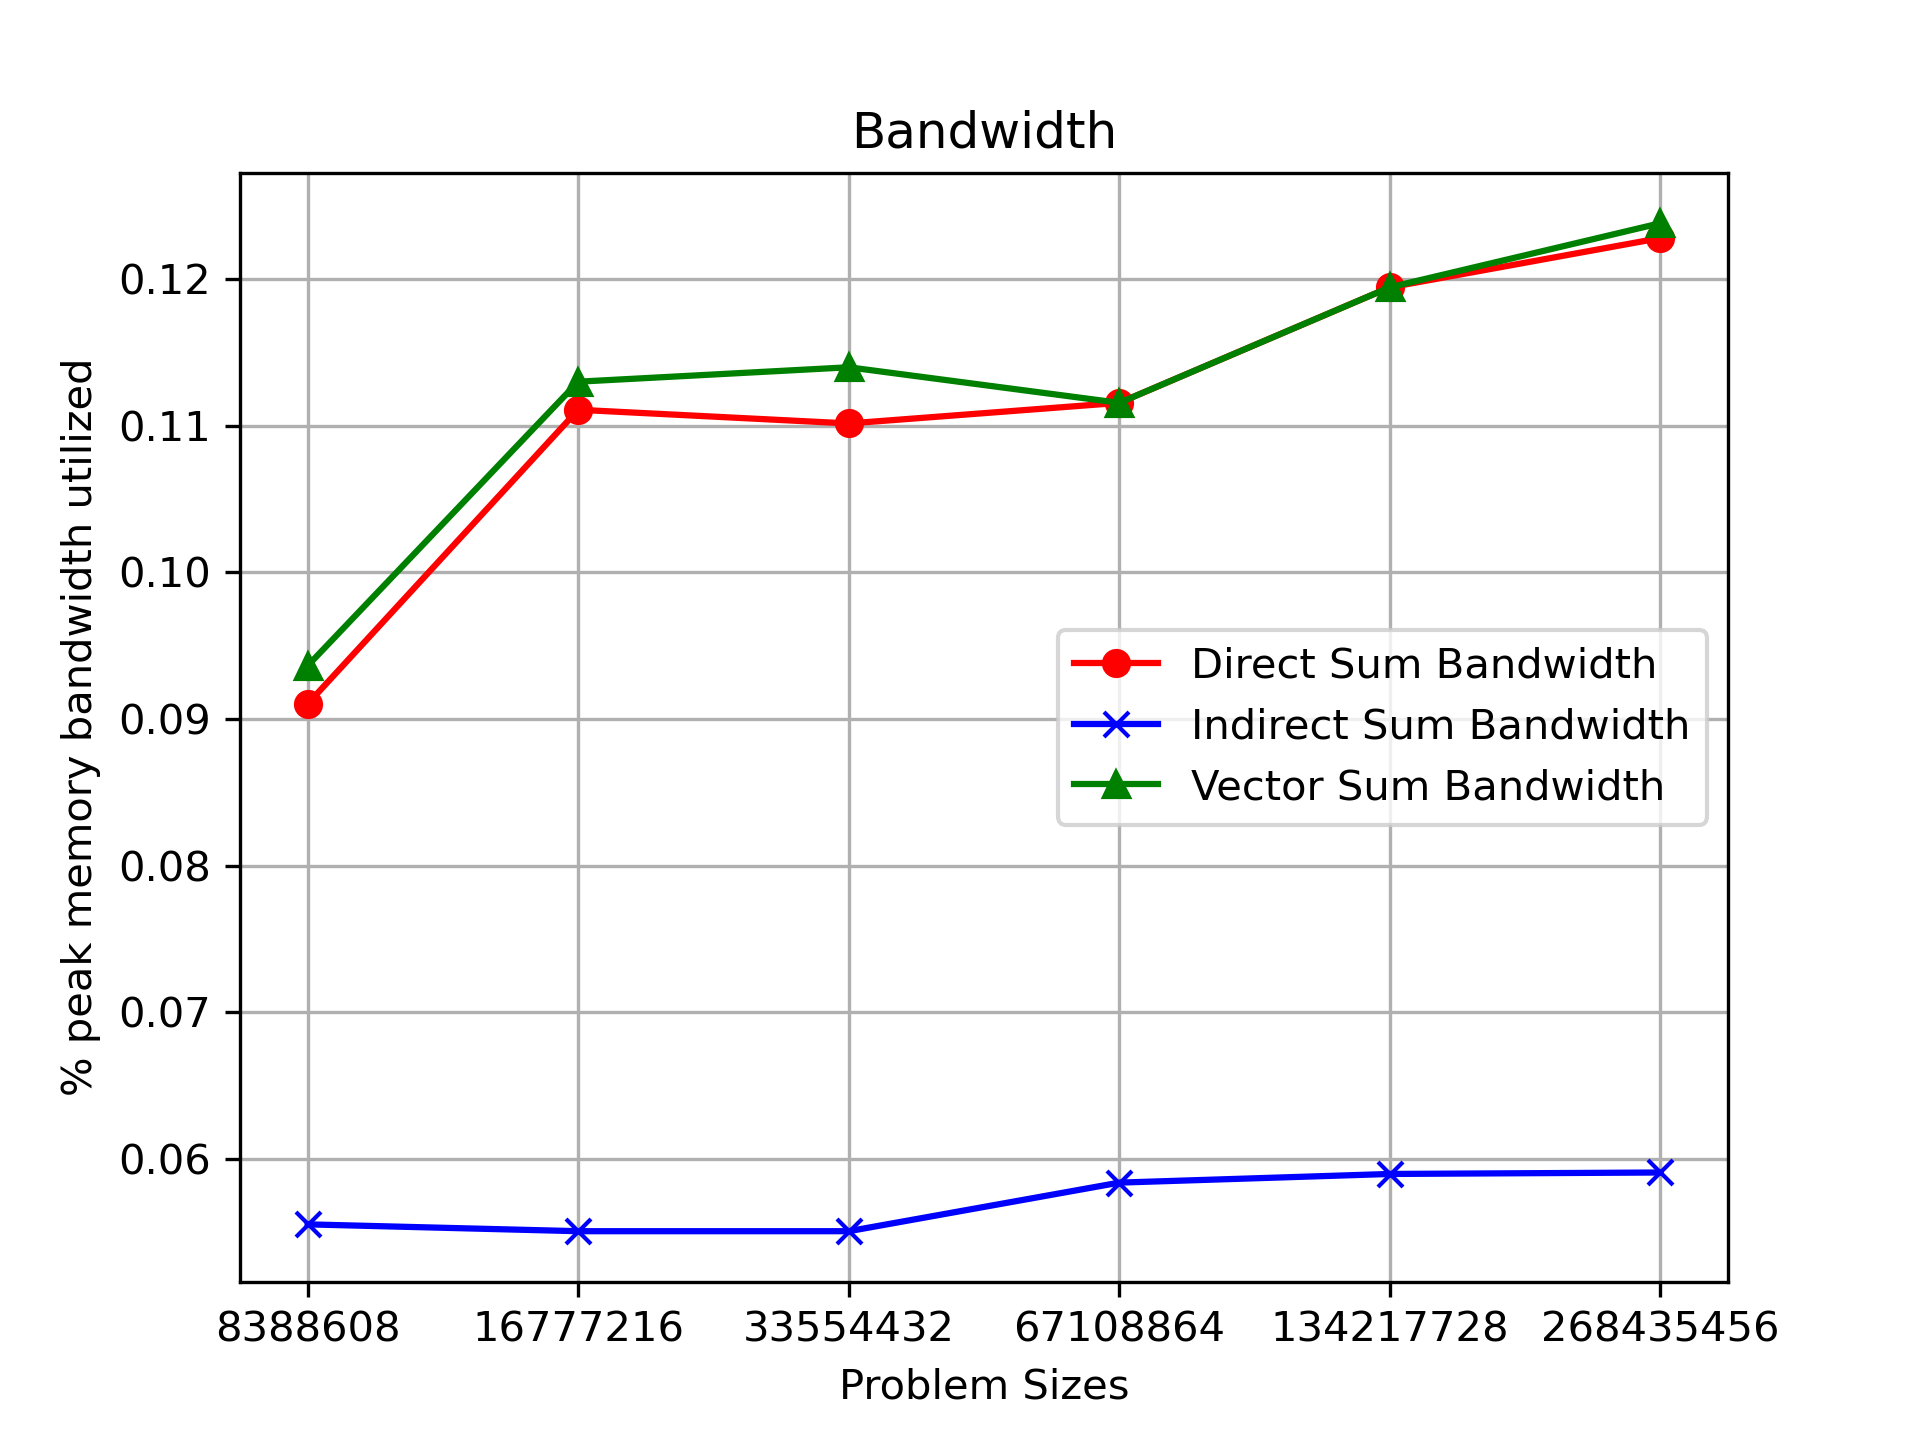 Bandwidth
% peak memory bandwidth utilized
0.12
0.11
0.10
0.09
0.08
0.07
0.06
Direct Sum Bandwidth
Indirect Sum Bandwidth
Vector Sum Bandwidth
8388608 16777216 33554432 67108864 134217728 268435456
Problem Sizes